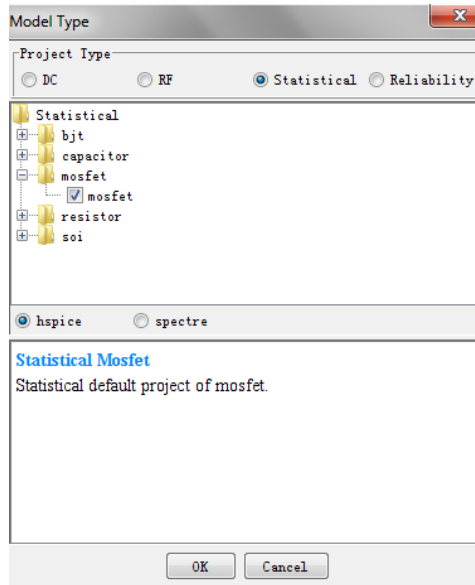 Model Type
Project Type
DC RF Statistical Reliability
Statistical
bjt
capacitor
mosfet
mosfet
resistor
soi
hspice spectre
Statistical Mosfet
Statistical default project of mosfet.
OK Cancel